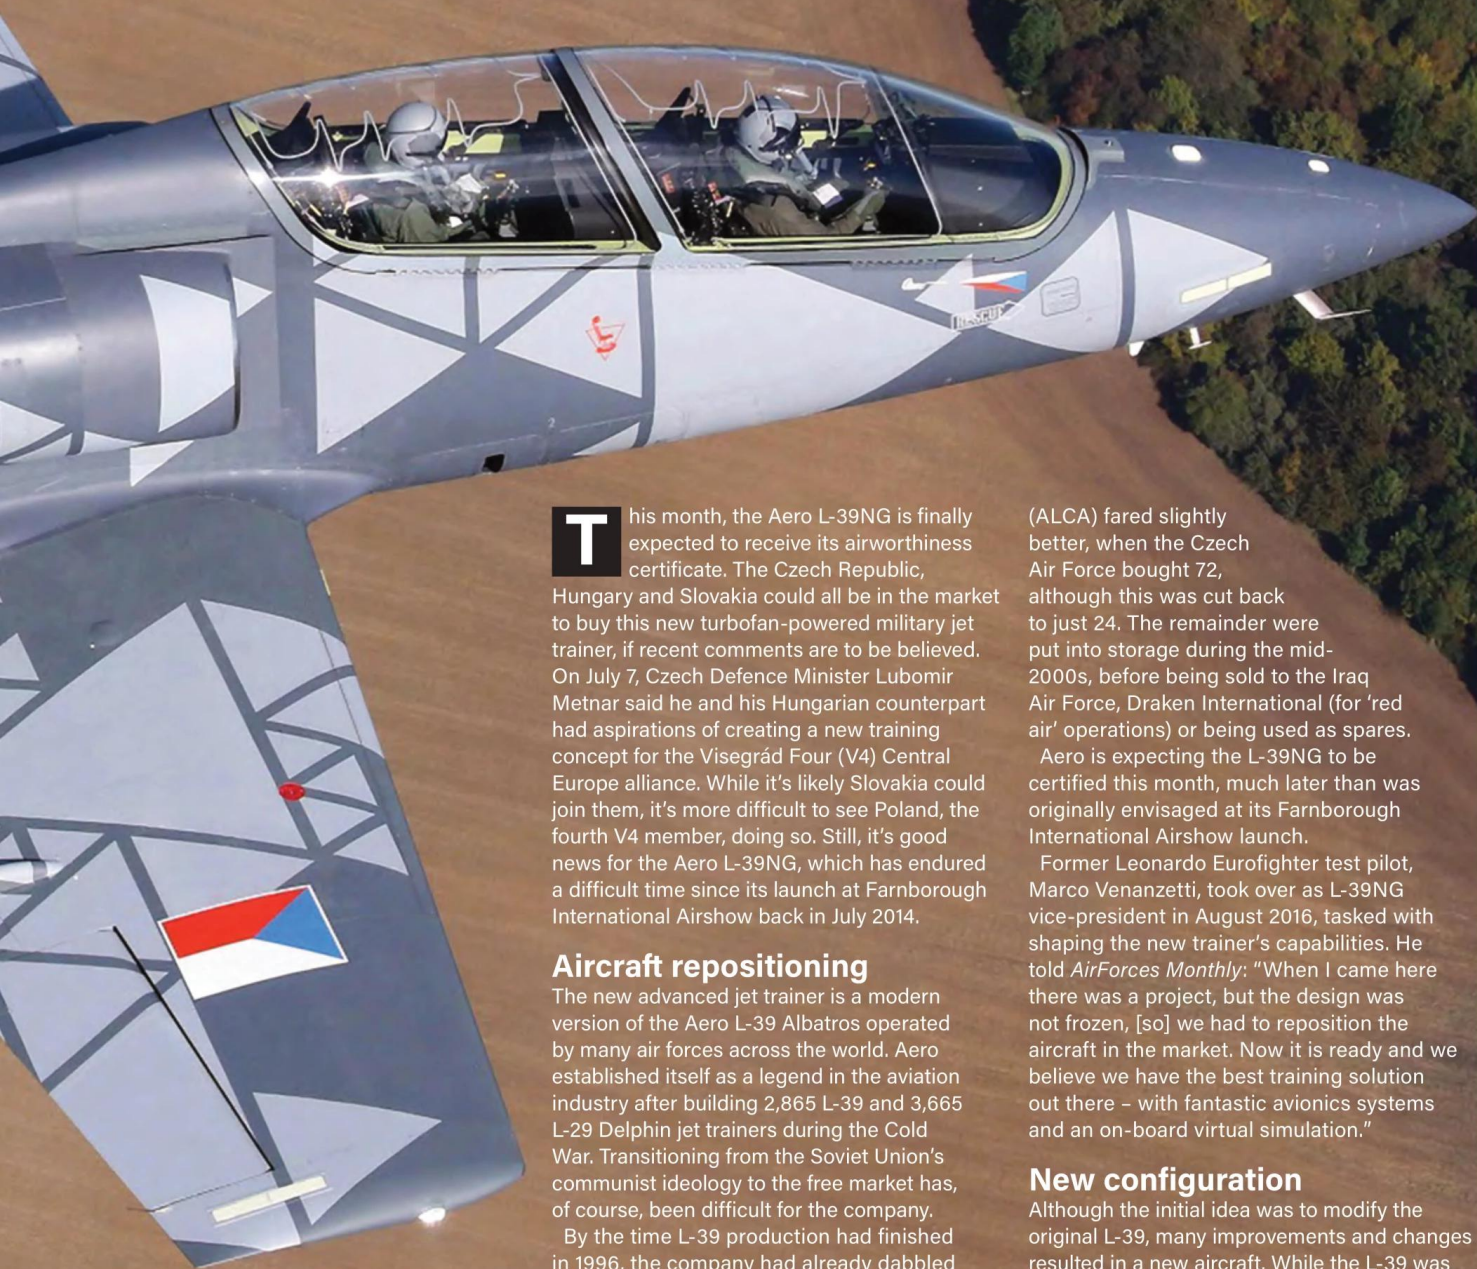 RESCUE
2
This month, the Aero L-39NG is finally
expected to receive its airworthiness
certificate. The Czech Republic,
Hungary and Slovakia could all be in the market
to buy this new turbofan-powered military jet
trainer, if recent comments are to be believed.
On July 7, Czech Defence Minister Lubomir
Metnar said he and his Hungarian counterpart
had aspirations of creating a new training
concept for the Visegrád Four (V4) Central
Europe alliance. While it’s likely Slovakia could
join them, it’s more difficult to see Poland, the
fourth V4 member, doing so. Still, it’s good
news for the Aero L-39NG, which has endured
a difficult time since its launch at Farnborough
International Airshow back in July 2014.
Aircraft repositioning
The new advanced jet trainer is a modern
version of the Aero L-39 Albatros operated
by many air forces across the world. Aero
established itself as a legend in the aviation
industry after building 2,865 L-39 and 3,665
L-29 Delphin jet trainers during the Cold
War. Transitioning from the Soviet Union’s
communist ideology to the free market has,
of course, been difficult for the company.
By the time L-39 production had finished
in 1996, the company had already dabbled
(ALCA) fared slightly
better, when the Czech
Air Force bought 72,
although this was cut back
to just 24. The remainder were
put into storage during the mid-
2000s, before being sold to the Iraq
Air Force, Draken International (for ‘red
air’ operations) or being used as spares.
Aero is expecting the L-39NG to be
certified this month, much later than was
originally envisaged at its Farnborough
International Airshow launch.
Former Leonardo Eurofighter test pilot,
Marco Venanzetti, took over as L-39NG
vice-president in August 2016, tasked with
shaping the new trainer’s capabilities. He
told AirForces Monthly: “When I came here
there was a project, but the design was
not frozen, [so] we had to reposition the
aircraft in the market. Now it is ready and we
believe we have the best training solution
out there – with fantastic avionics systems
and an on-board virtual simulation.”
New configuration
Although the initial idea was to modify the
original L-39, many improvements and changes
resulted in a new aircraft. While the L-39 was